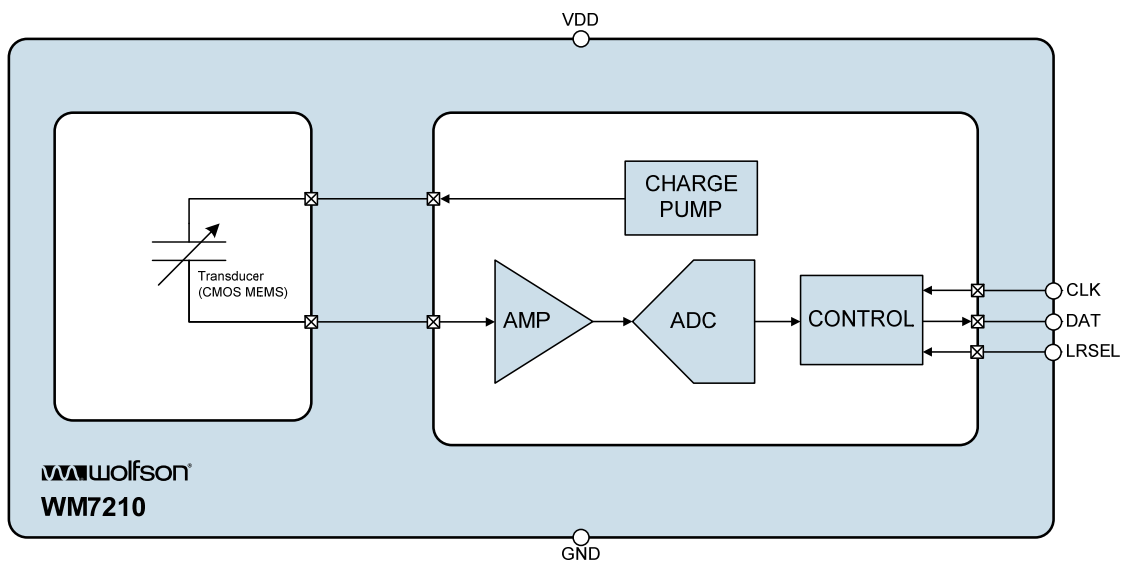 VDD
CHARGE
PUMP
Transducer
(CMOS MEMS)
AMP
ADC
CONTROL
CLK
DAT
LRSEL
wolfson®
WM7210
GND